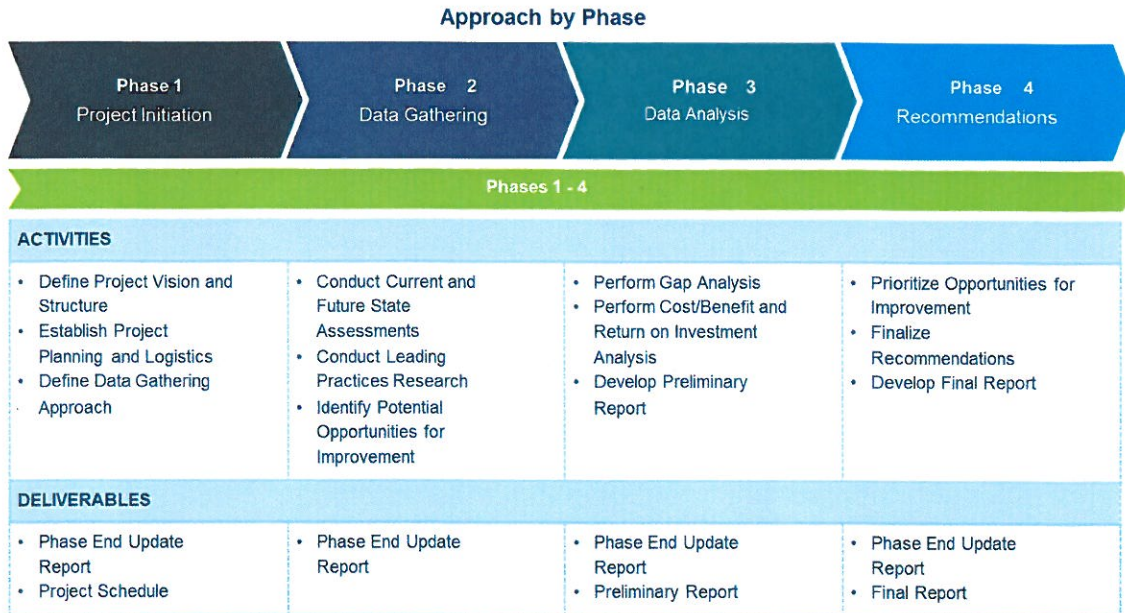 Approach by Phase
Phase 1
Project Initiation
Phase 2
Data Gathering
Phase 3
Data Analysis
Phase 4
Recommendations
Phases 1 - 4
ACTIVITIES
• Define Project Vision and
Structure
• Establish Project
Planning and Logistics
• Define Data Gathering
Approach
• Conduct Current and
Future State
Assessments
• Conduct Leading
Practices Research
• Identify Potential
Opportunities for
Improvement
• Perform Gap Analysis
• Perform Cost/Benefit and
Return on Investment
Analysis
• Develop Preliminary
Report
• Prioritize Opportunities for
Improvement
• Finalize
Recommendations
• Develop Final Report
DELIVERABLES
• Phase End Update
Report
• Project Schedule
• Phase End Update
Report
• Phase End Update
Report
• Preliminary Report
• Phase End Update
Report
• Final Report